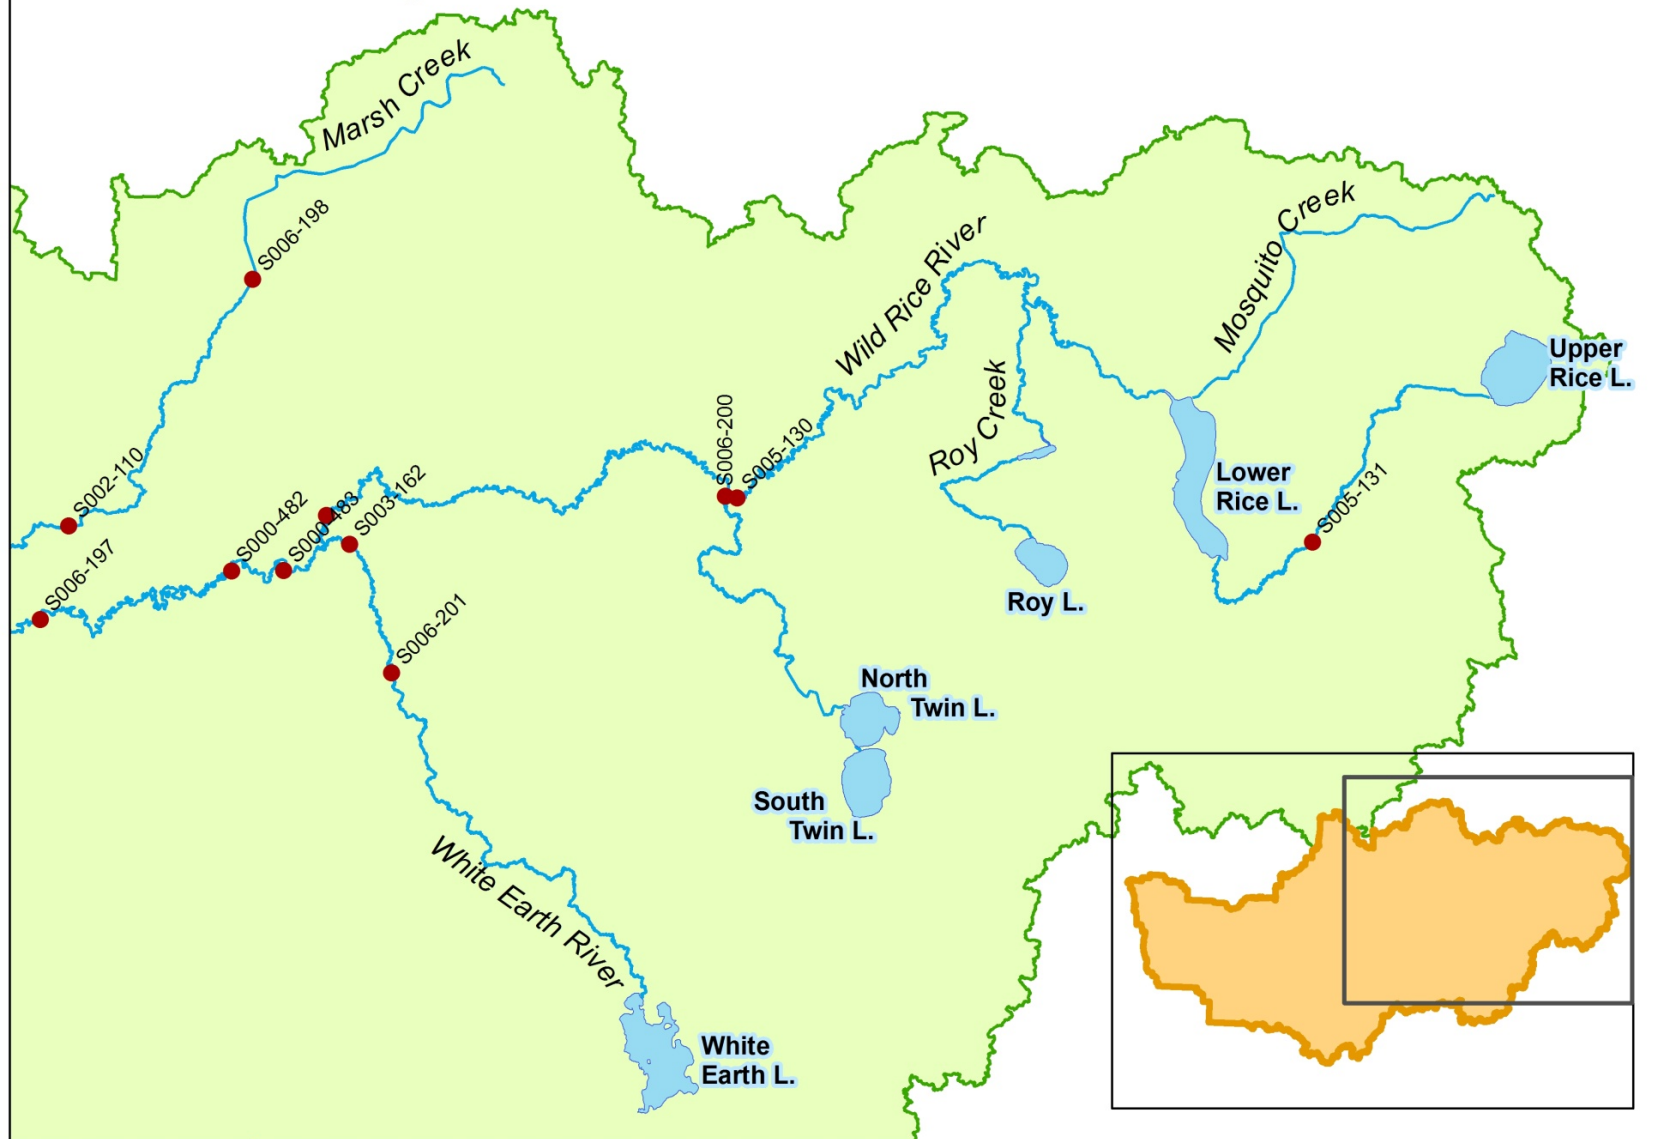 Marsh Creek
S006-198
Wild Rice River
Mosquito Creek
Upper
Rice L.
Roy Creek
S006-200
S005-130
S002-110
S000-482
S000-483
S003-162
Lower
Rice L.
S005-131
S006-197
Roy L.
S006-201
North
Twin L.
South
Twin L.
White Earth River
White
Earth L.